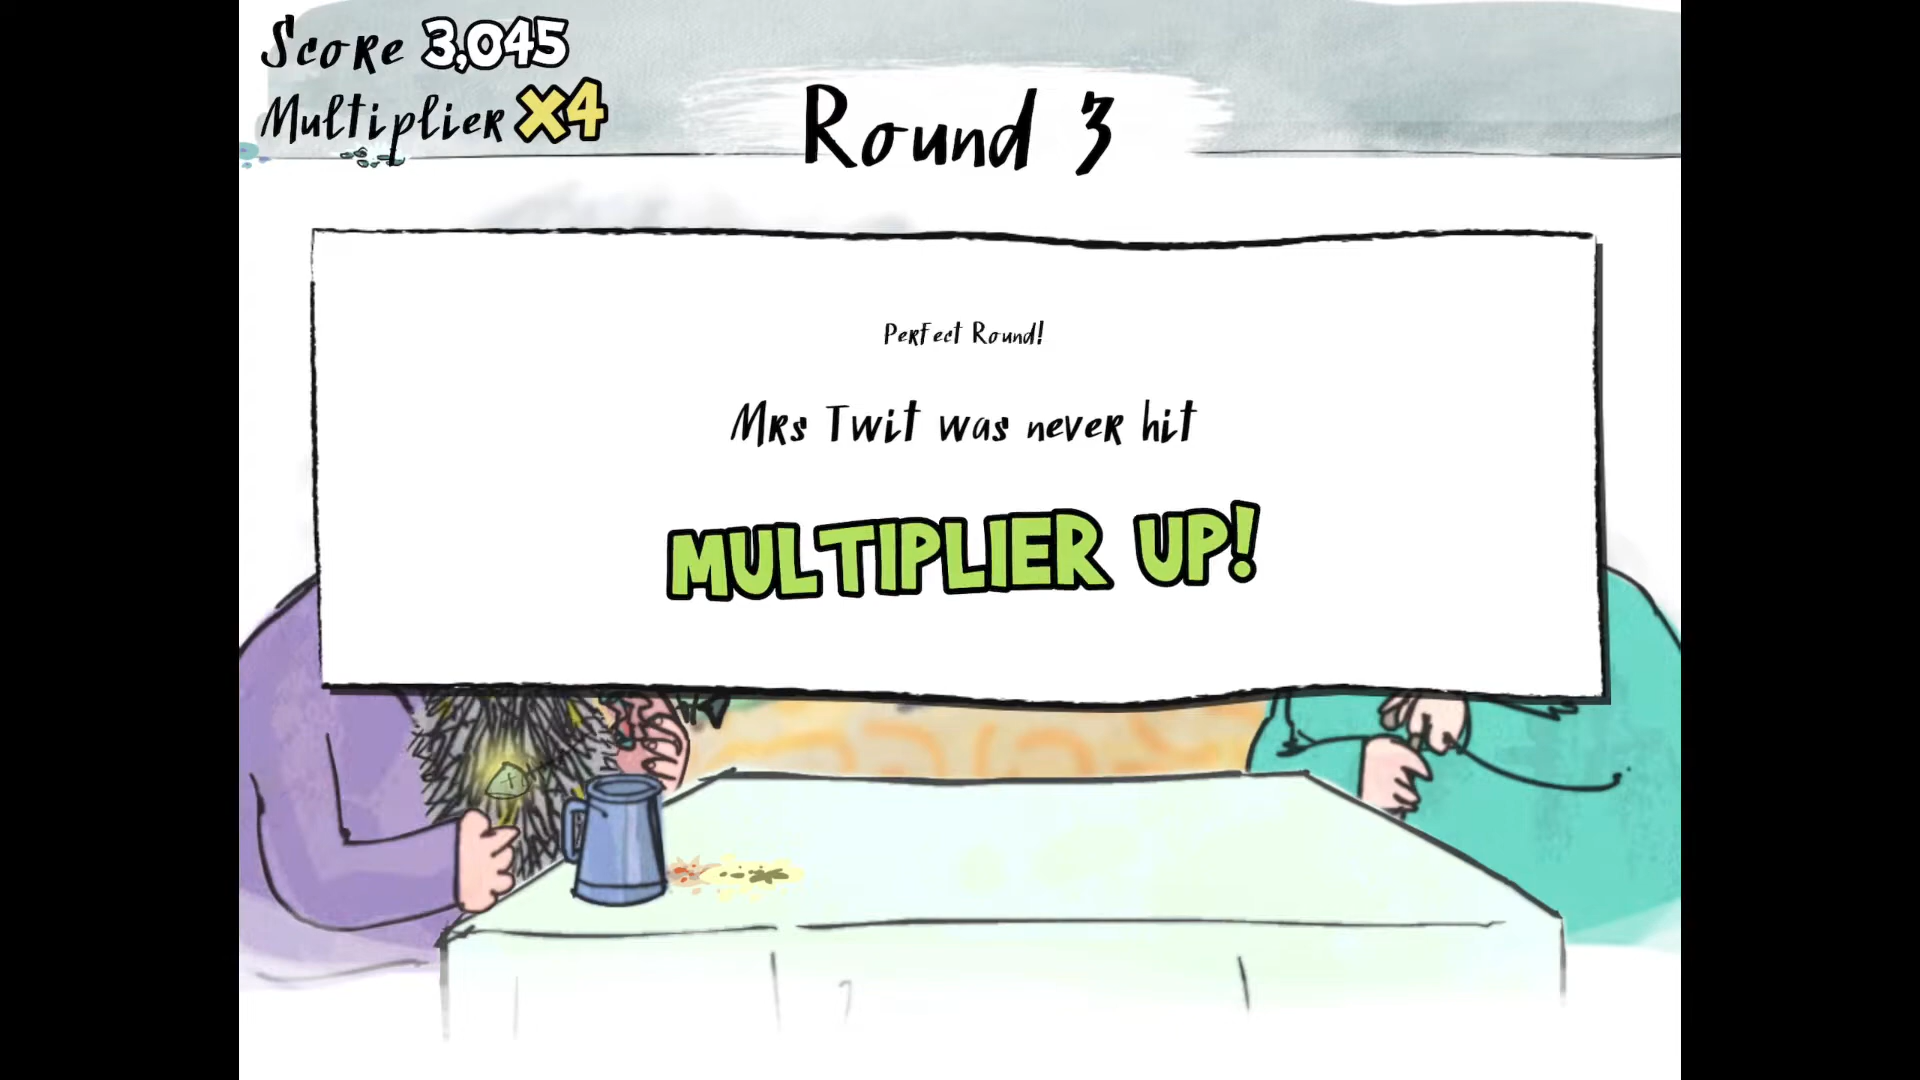 Score 3,045
Multiplier X4
Round 3
Perfect Round!
Mrs Twit was never hit
MULTIPLIER UP!